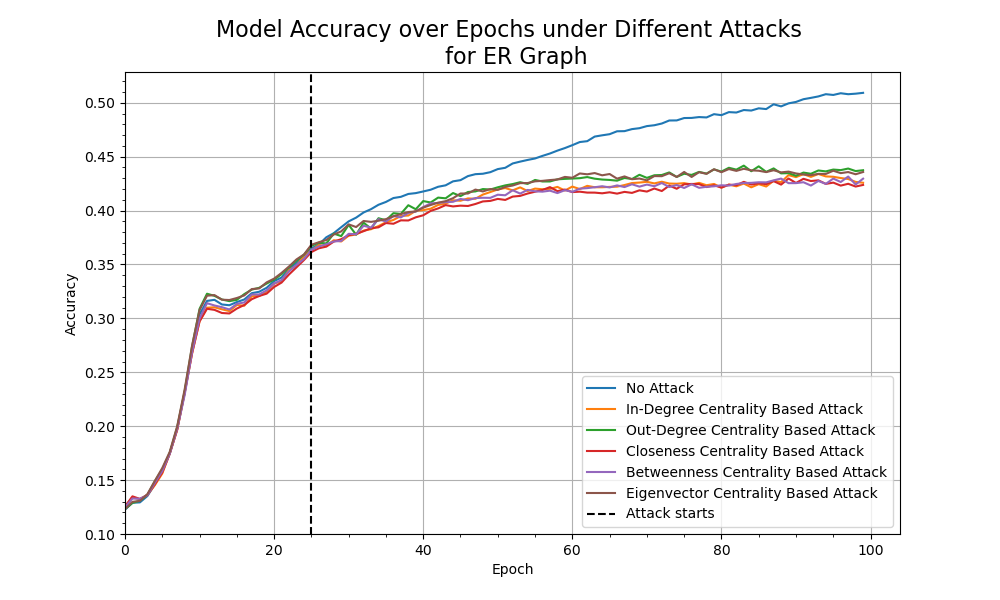 Model Accuracy over Epochs under Different Attacks
for ER Graph
Accuracy
0.50
0.45
0.40
0.35
0.30
0.25
0.20
0.15
0.10
No Attack
In-Degree Centrality Based Attack
Out-Degree Centrality Based Attack
Closeness Centrality Based Attack
Betweenness Centrality Based Attack
Eigenvector Centrality Based Attack
Attack starts
0 20 40 60 80 100
Epoch